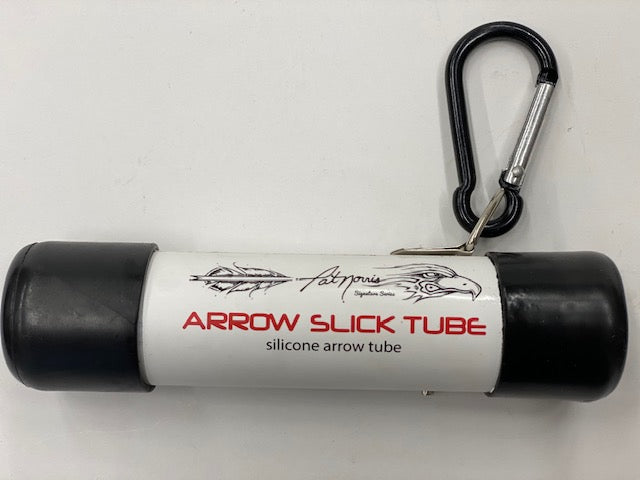 Pat Norris
Signature Series
ARROW SLICK TUBE
silicone arrow tube